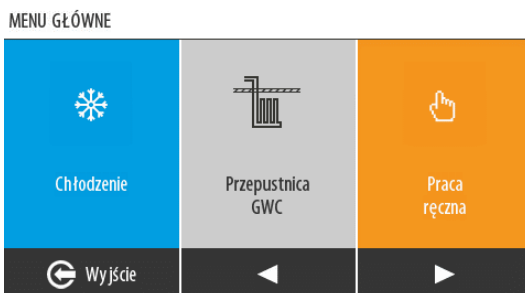 MENU GŁÓWNE
Chłodzenie
Przepustnica
GWC
Praca
ręczna
Wyjście